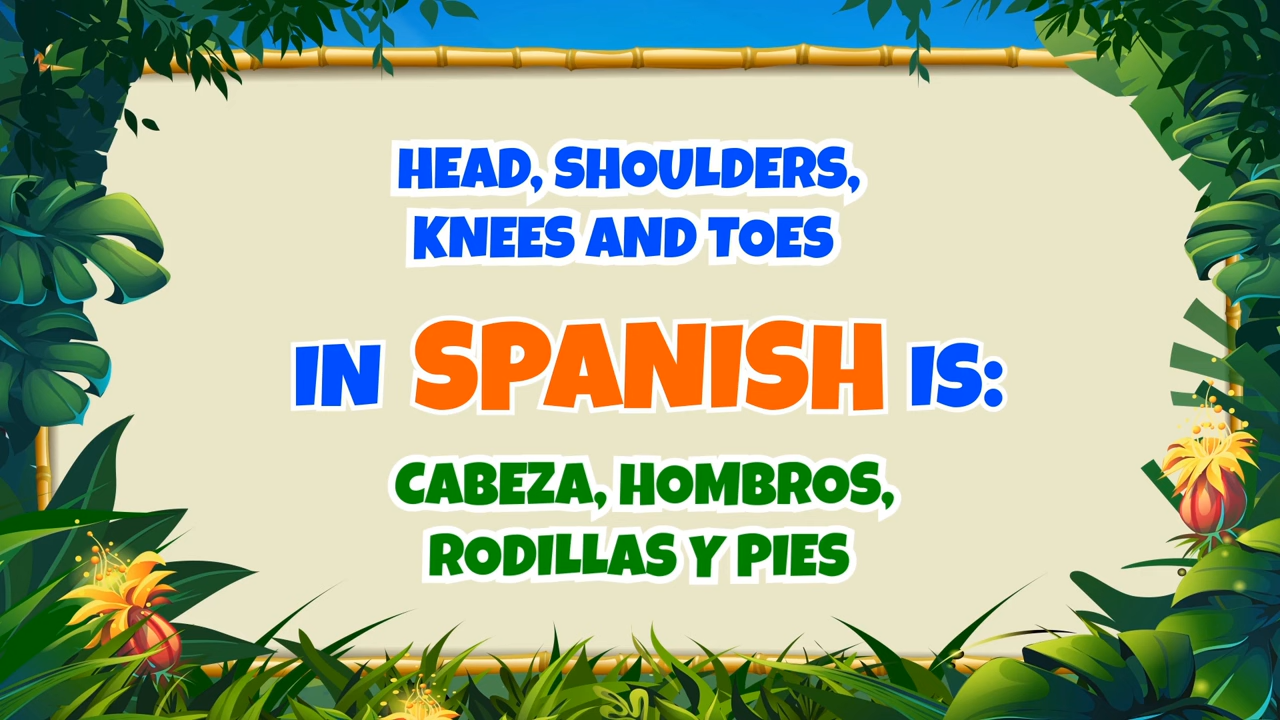 HEAD, SHOULDERS,
KNEES AND TOES
IN SPANISH IS:
CABEZA, HOMBROS,
RODILLAS Y PIES